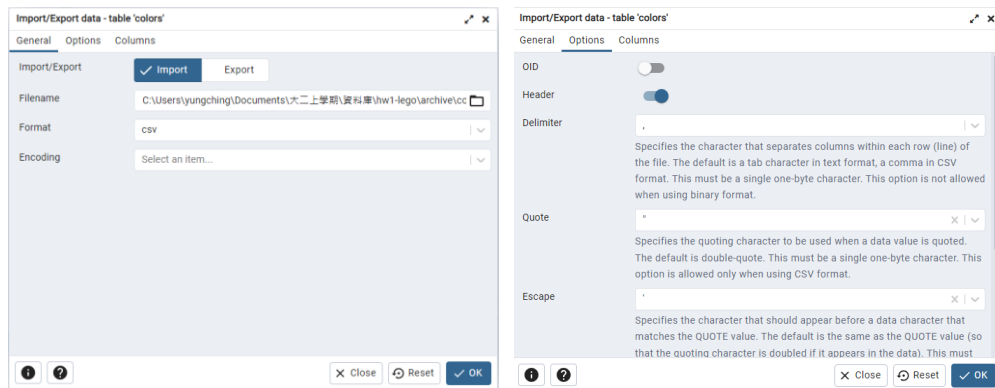 Import/Export data - table 'colors'
General Options Columns
Import/Export
Import Export
Filename
C:\Users\yungching\Documents\大二上學期\資料庫\hw1-lego\archive\cc
Format
csv
Encoding
Select an item...
Close Reset OK
Import/Export data - table 'colors'
General Options Columns
OID
Header
Delimiter
,
Specifies the character that separates columns within each row (line) of
the file. The default is a tab character in text format, a comma in CSV
format. This must be a single one-byte character. This option is not allowed
when using binary format.
Quote
"
Specifies the quoting character to be used when a data value is quoted.
The default is double-quote. This must be a single one-byte character. This
option is allowed only when using CSV format.
Escape
'
Specifies the character that should appear before a data character that
matches the QUOTE value. The default is the same as the QUOTE value (so
that the quoting character is doubled if it appears in the data). This must
Close Reset OK